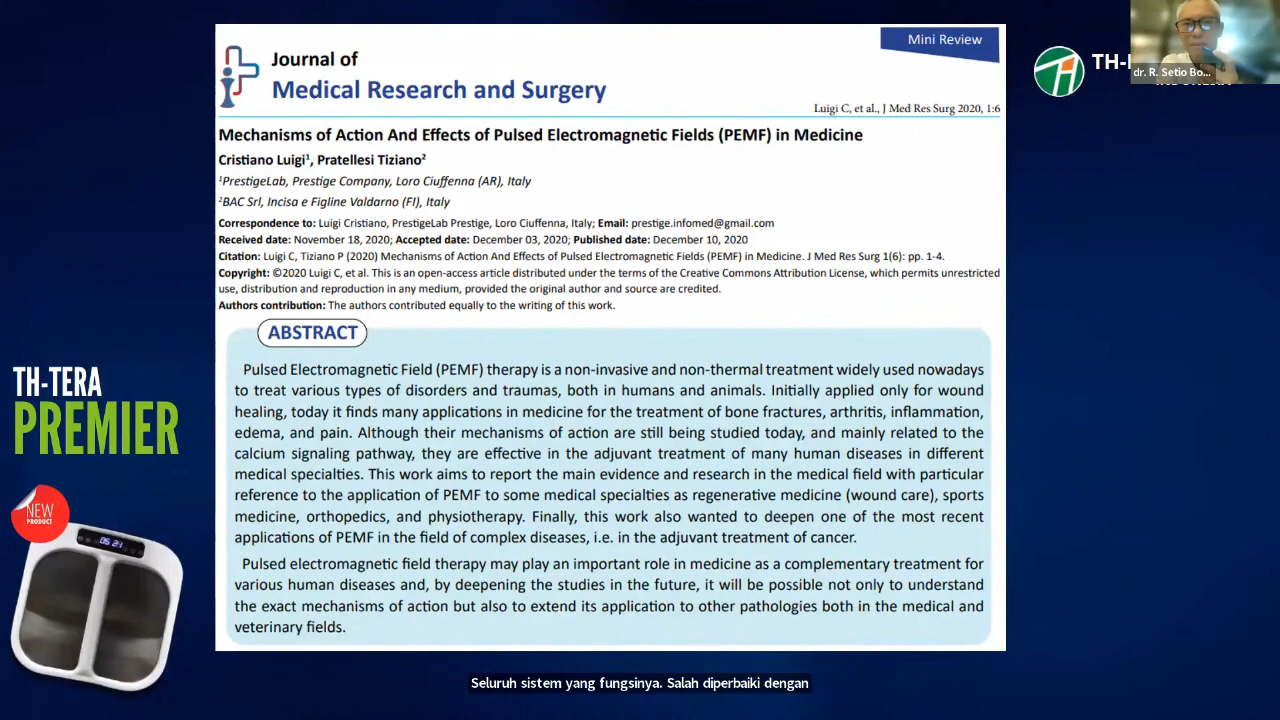 Mini Review
Journal of
Medical Research and Surgery
Luigi C, et al., J Med Res Surg 2020, 1:6
Mechanisms of Action And Effects of Pulsed Electromagnetic Fields (PEMF) in Medicine
Cristiano Luigi¹, Pratellesi Tiziano²
¹PrestigeLab, Prestige Company, Loro Ciuffenna (AR), Italy
²BAC Srl, Incisa e Figline Valdarno (FI), Italy
Correspondence to: Luigi Cristiano, PrestigeLab Prestige, Loro Ciuffenna, Italy; Email: prestige.infomed@gmail.com
Received date: November 18, 2020; Accepted date: December 03, 2020; Published date: December 10, 2020
Citation: Luigi C, Tiziano P (2020) Mechanisms of Action And Effects of Pulsed Electromagnetic Fields (PEMF) in Medicine. J Med Res Surg 1(6): pp. 1-4.
Copyright: ©2020 Luigi C, et al. This is an open-access article distributed under the terms of the Creative Commons Attribution License, which permits unrestricted
use, distribution and reproduction in any medium, provided the original author and source are credited.
Authors contribution: The authors contributed equally to the writing of this work.
ABSTRACT
Pulsed Electromagnetic Field (PEMF) therapy is a non-invasive and non-thermal treatment widely used nowadays
to treat various types of disorders and traumas, both in humans and animals. Initially applied only for wound
healing, today it finds many applications in medicine for the treatment of bone fractures, arthritis, inflammation,
edema, and pain. Although their mechanisms of action are still being studied today, and mainly related to the
calcium signaling pathway, they are effective in the adjuvant treatment of many human diseases in different
medical specialties. This work aims to report the main evidence and research in the medical field with particular
reference to the application of PEMF to some medical specialties as regenerative medicine (wound care), sports
medicine, orthopedics, and physiotherapy. Finally, this work also wanted to deepen one of the most recent
applications of PEMF in the field of complex diseases, i.e. in the adjuvant treatment of cancer.
Pulsed electromagnetic field therapy may play an important role in medicine as a complementary treatment for
various human diseases and, by deepening the studies in the future, it will be possible not only to understand
the exact mechanisms of action but also to extend its application to other pathologies both in the medical and
veterinary fields.
TH-TERA
PREMIER
NEW
PRODUCT
05 21
dr. R. Setio Bo...
Seluruh sistem yang fungsinya. Salah diperbaiki dengan